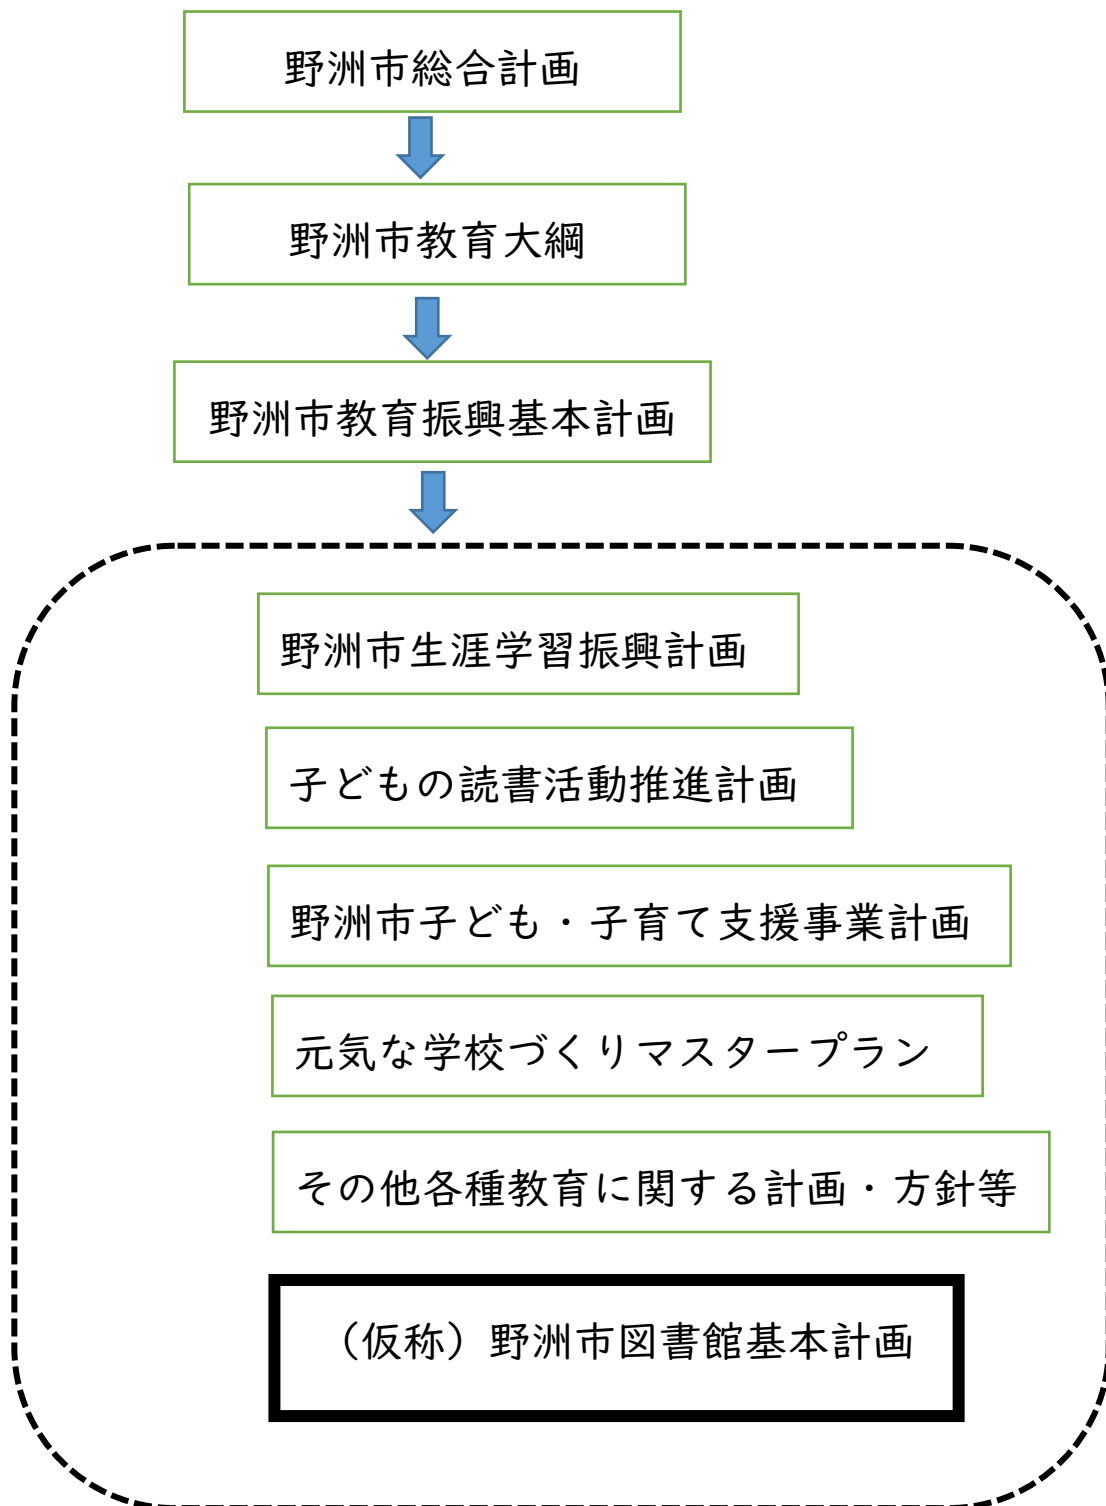 野洲市総合計画
野洲市教育大綱
野洲市教育振興基本計画
野洲市生涯学習振興計画
子どもの読書活動推進計画
野洲市子ども・子育て支援事業計画
元気な学校づくりマスタープラン
その他各種教育に関する計画・方針等
（仮称）野洲市図書館基本計画